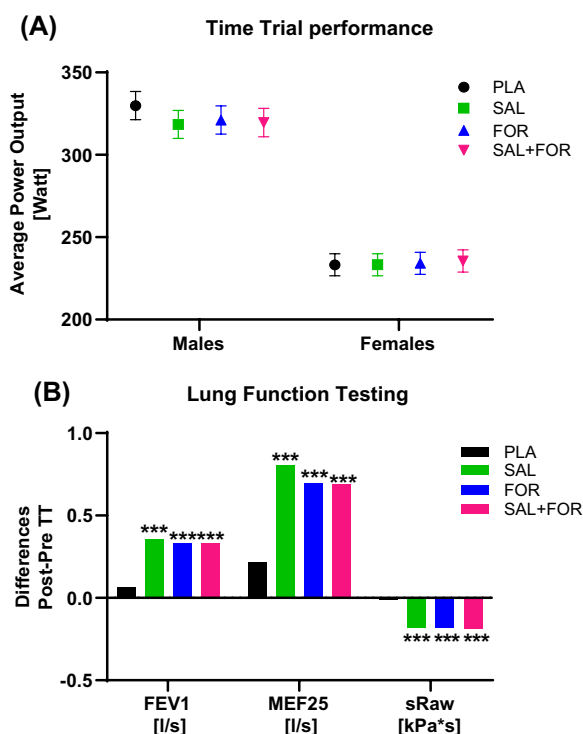 (A)
Time Trial performance
Average Power Output
[Watt]
350
300
250
200
PLA
SAL
FOR
SAL+FOR
Males
Females
(B)
Lung Function Testing
Differences
Post-Pre TT
1.0
0.5
0.0
-0.5
PLA
SAL
FOR
SAL+FOR
*** ****** 
*** *** ***
*** *** ***
FEV1
[l/s]
MEF25
[l/s]
sRaw
[kPa*s]